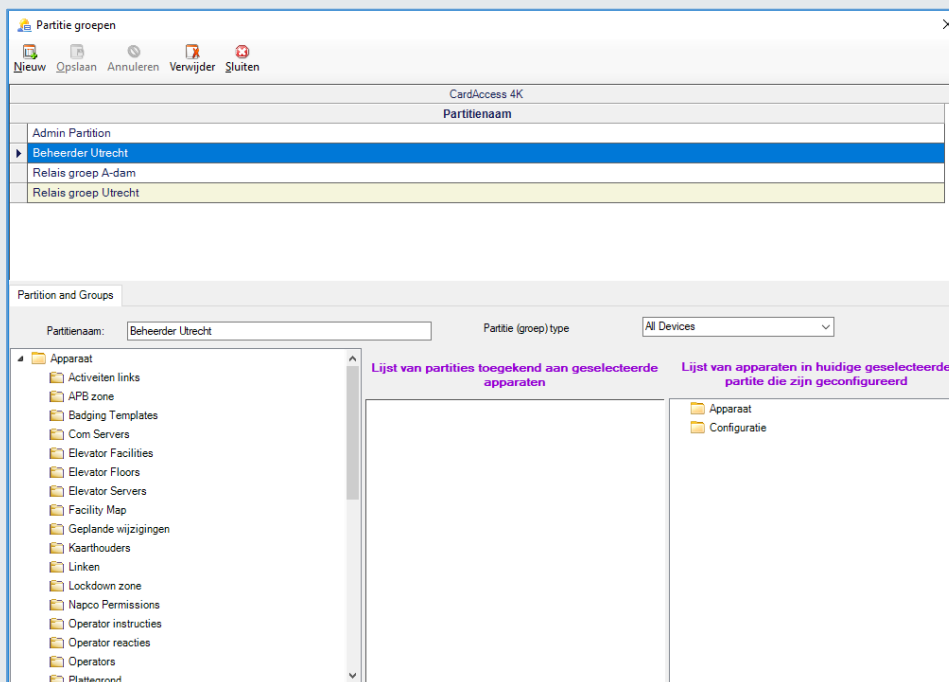 Partitie groepen
Nieuw Opslaan Annuleren Verwijder Sluiten
CardAccess 4K
Partitienaam
Admin Partition
Beheerder Utrecht
Relais groep A-dam
Relais groep Utrecht
Partition and Groups
Partitienaam: Beheerder Utrecht Partitie (groep) type All Devices
Apparaat
Activeiten links
APB zone
Badging Templates
Com Servers
Elevator Facilities
Elevator Floors
Elevator Servers
Facility Map
Geplande wijzigingen
Kaarthouders
Linken
Lockdown zone
Napco Permissions
Operator instructies
Operator reacties
Operators
Plattegrond
Lijst van partities toegekend aan geselecteerde
apparaten
Lijst van apparaten in huidige geselecteerde
partite die zijn geconfigureerd
Apparaat
Configuratie